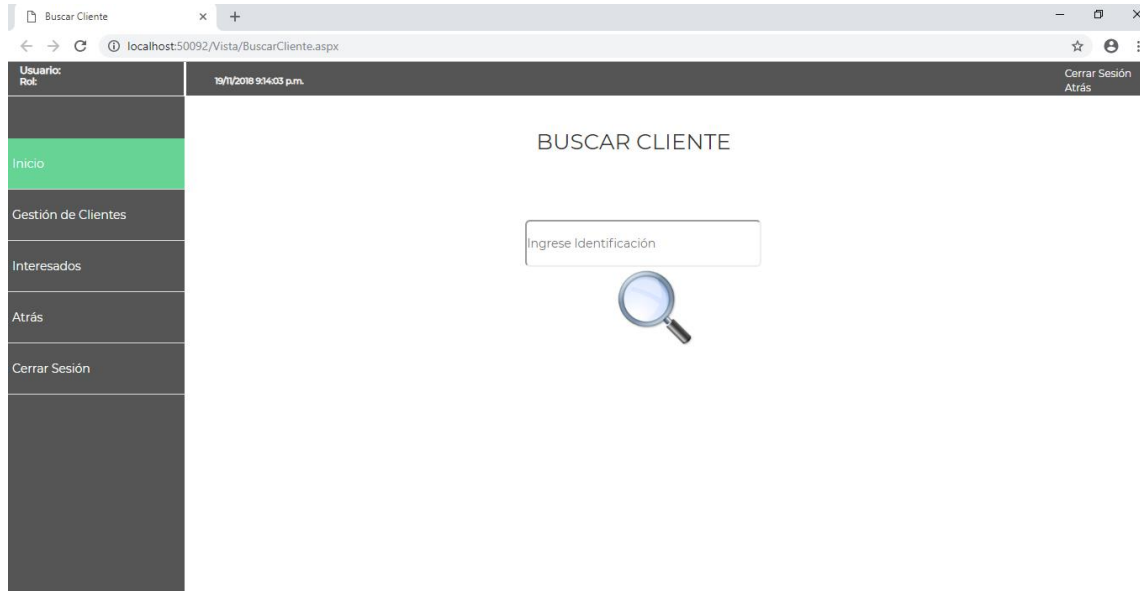 Buscar Cliente
localhost:50092/Vista/BuscarCliente.aspx
Usuario:
Rol:
19/11/2018 9:14:03 p.m.
Cerrar Sesión
Atrás
Inicio
Gestión de Clientes
Interesados
Atrás
Cerrar Sesión
BUSCAR CLIENTE
Ingrese Identificación